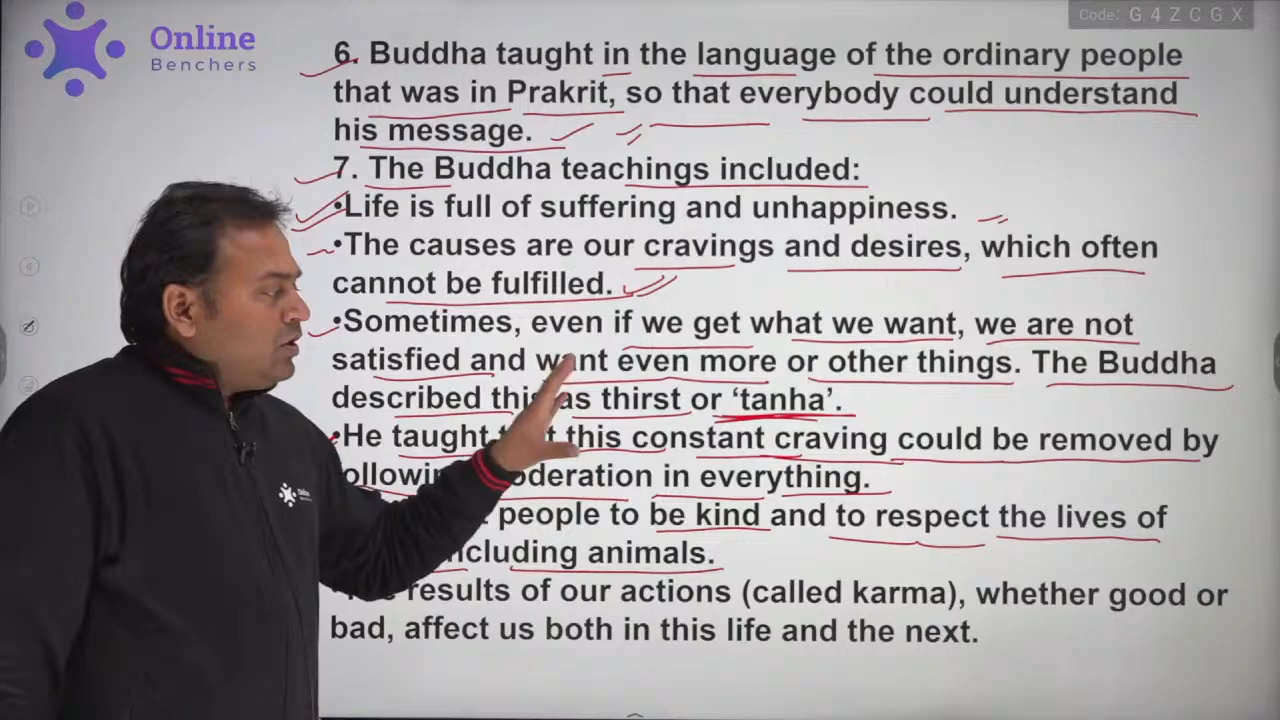 Code: G 4 Z C G X
Online
Benchers
6. Buddha taught in the language of the ordinary people
that was in Prakrit, so that everybody could understand
his message.
7. The Buddha teachings included:
•Life is full of suffering and unhappiness.
•The causes are our cravings and desires, which often
cannot be fulfilled.
•Sometimes, even if we get what we want, we are not
satisfied and want even more or other things. The Buddha
described this as thirst or ‘tanha’.
•He taught this constant craving could be removed by
in everything.
people to be kind and to respect the lives of
including animals.
results of our actions (called karma), whether good or
bad, affect us both in this life and the next.
Online